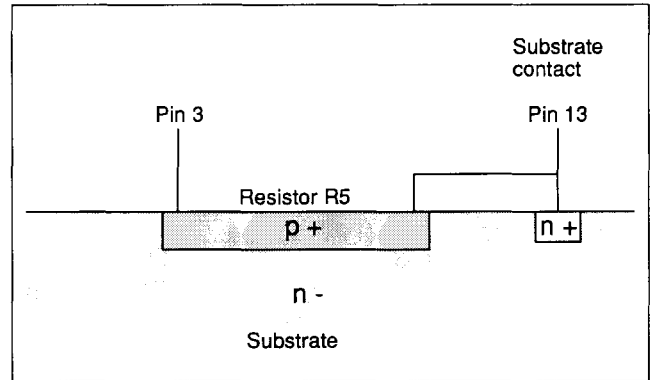 Substrate
contact
Pin 3
Pin 13
Resistor R5
p +
n +
n -
Substrate